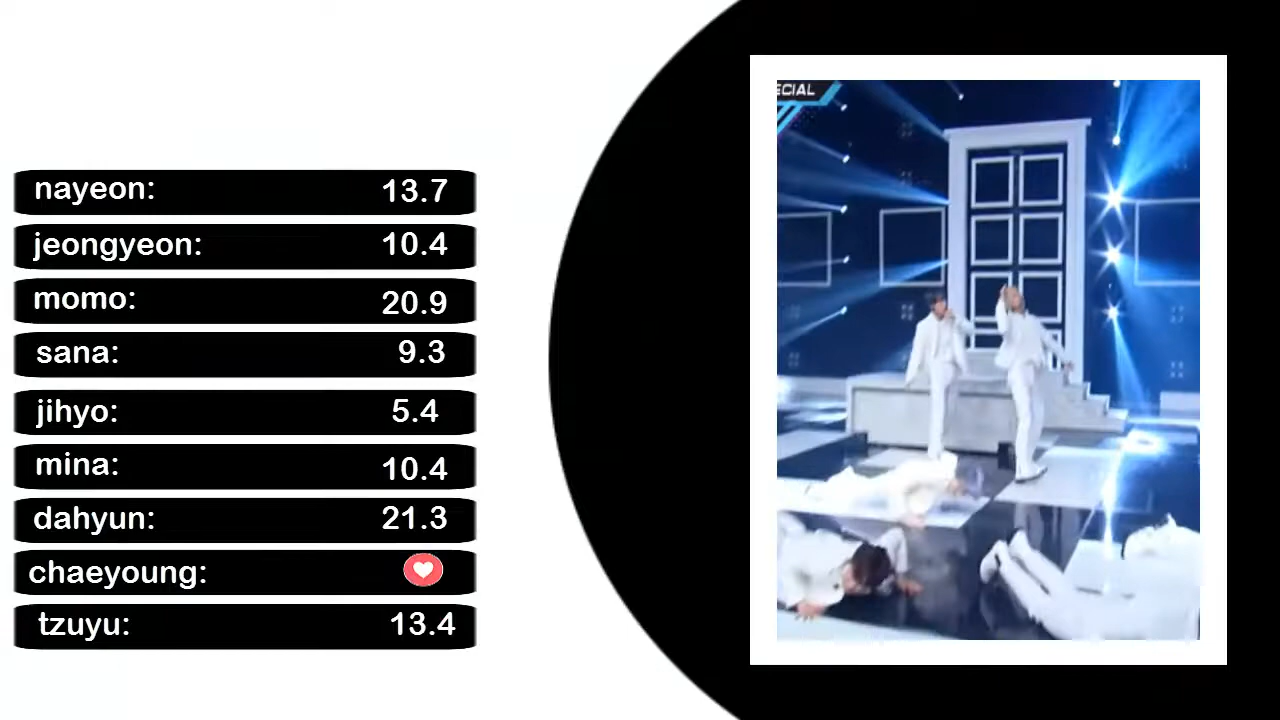 nayeon: 13.7
jeongyeon: 10.4
momo: 20.9
sana: 9.3
jihyo: 5.4
mina: 10.4
dahyun: 21.3
chaeyoung:
tzuyu: 13.4
ECIAL